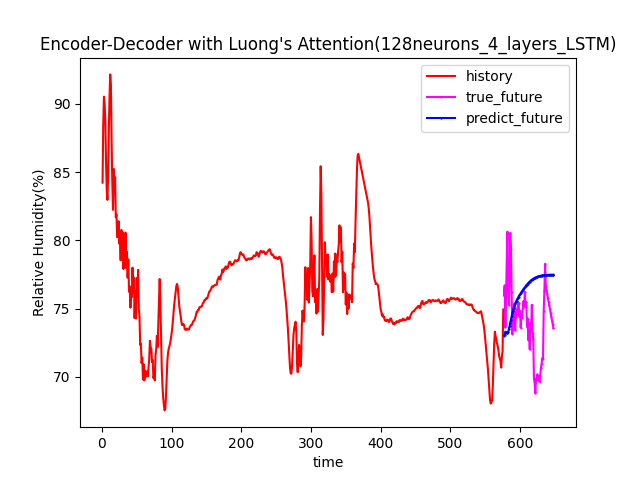 Encoder-Decoder with Luong's Attention(128neurons_4_layers_LSTM)
history
true_future
predict_future
Relative Humidity(%)
90
85
80
75
70
0 100 200 300 400 500 600
time